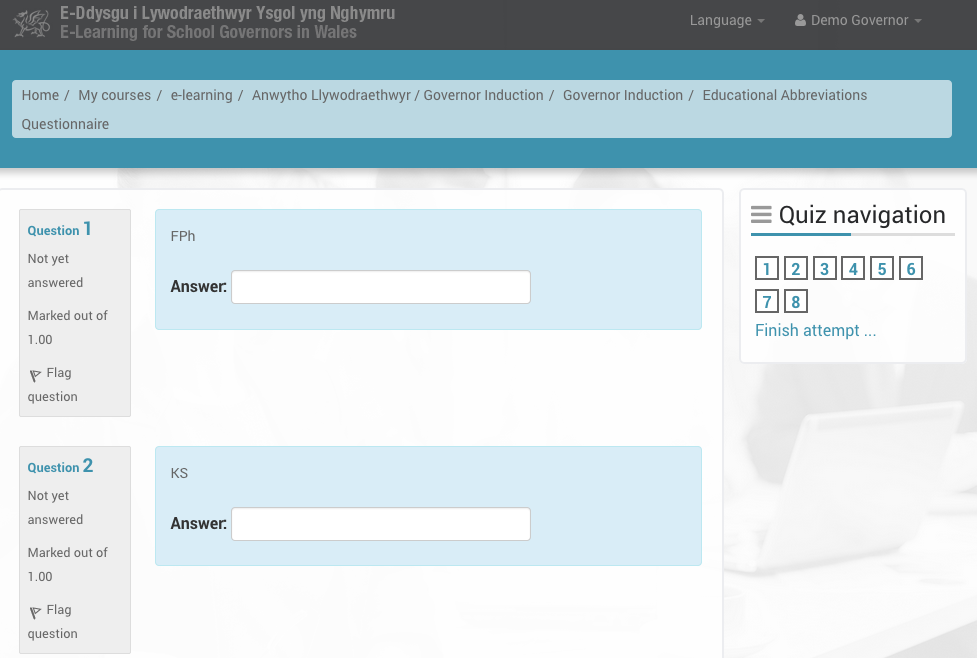 E-Ddysgu i Lywodraethwyr Ysgol yng Nghymru
E-Learning for School Governors in Wales
Language
Demo Governor
Home / My courses / e-learning / Anwytho Llywodraethwyr / Governor Induction / Governor Induction / Educational Abbreviations
Questionnaire
Question 1
Not yet
answered
Marked out of
1.00
Flag
question
FPh
Answer:
Question 2
Not yet
answered
Marked out of
1.00
Flag
question
KS
Answer:
Quiz navigation
1 2 3 4 5 6
7 8
Finish attempt ...